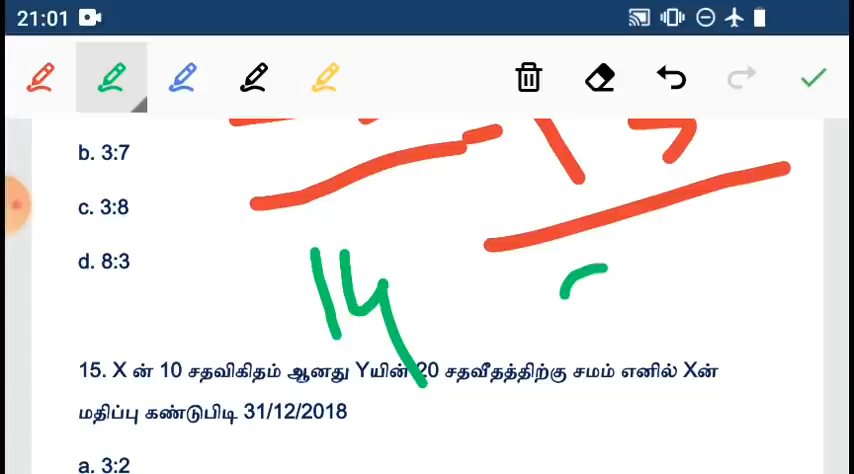 21:01
b. 3:7
c. 3:8
d. 8:3
14
15. X ன் 10 சதவிகிதம் ஆனது Yயின் 20 சதவீதத்திற்கு சமம் எனில் Xன்
மதிப்பு கண்டுபிடி 31/12/2018
a. 3:2